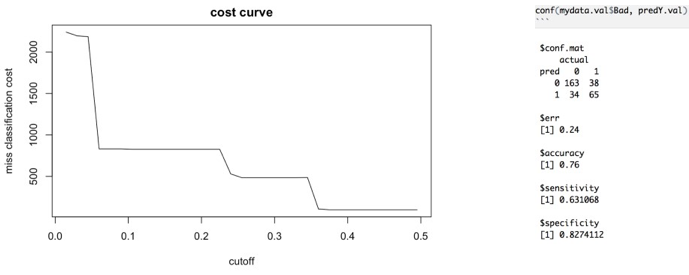 cost curve
miss classification cost
2000
1500
1000
500
0.0 0.1 0.2 0.3 0.4 0.5
cutoff
conf(mydata.val$Bad, predY.val)
```
$conf.mat
actual
pred 0 1
0 163 38
1 34 65
$err
[1] 0.24
$accuracy
[1] 0.76
$sensitivity
[1] 0.631068
$specificity
[1] 0.8274112